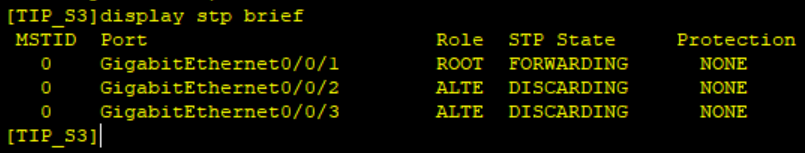 [TIP_S3]display stp brief
MSTID Port Role STP State Protection
0 GigabitEthernet0/0/1 ROOT FORWARDING NONE
0 GigabitEthernet0/0/2 ALTE DISCARDING NONE
0 GigabitEthernet0/0/3 ALTE DISCARDING NONE
[TIP_S3]